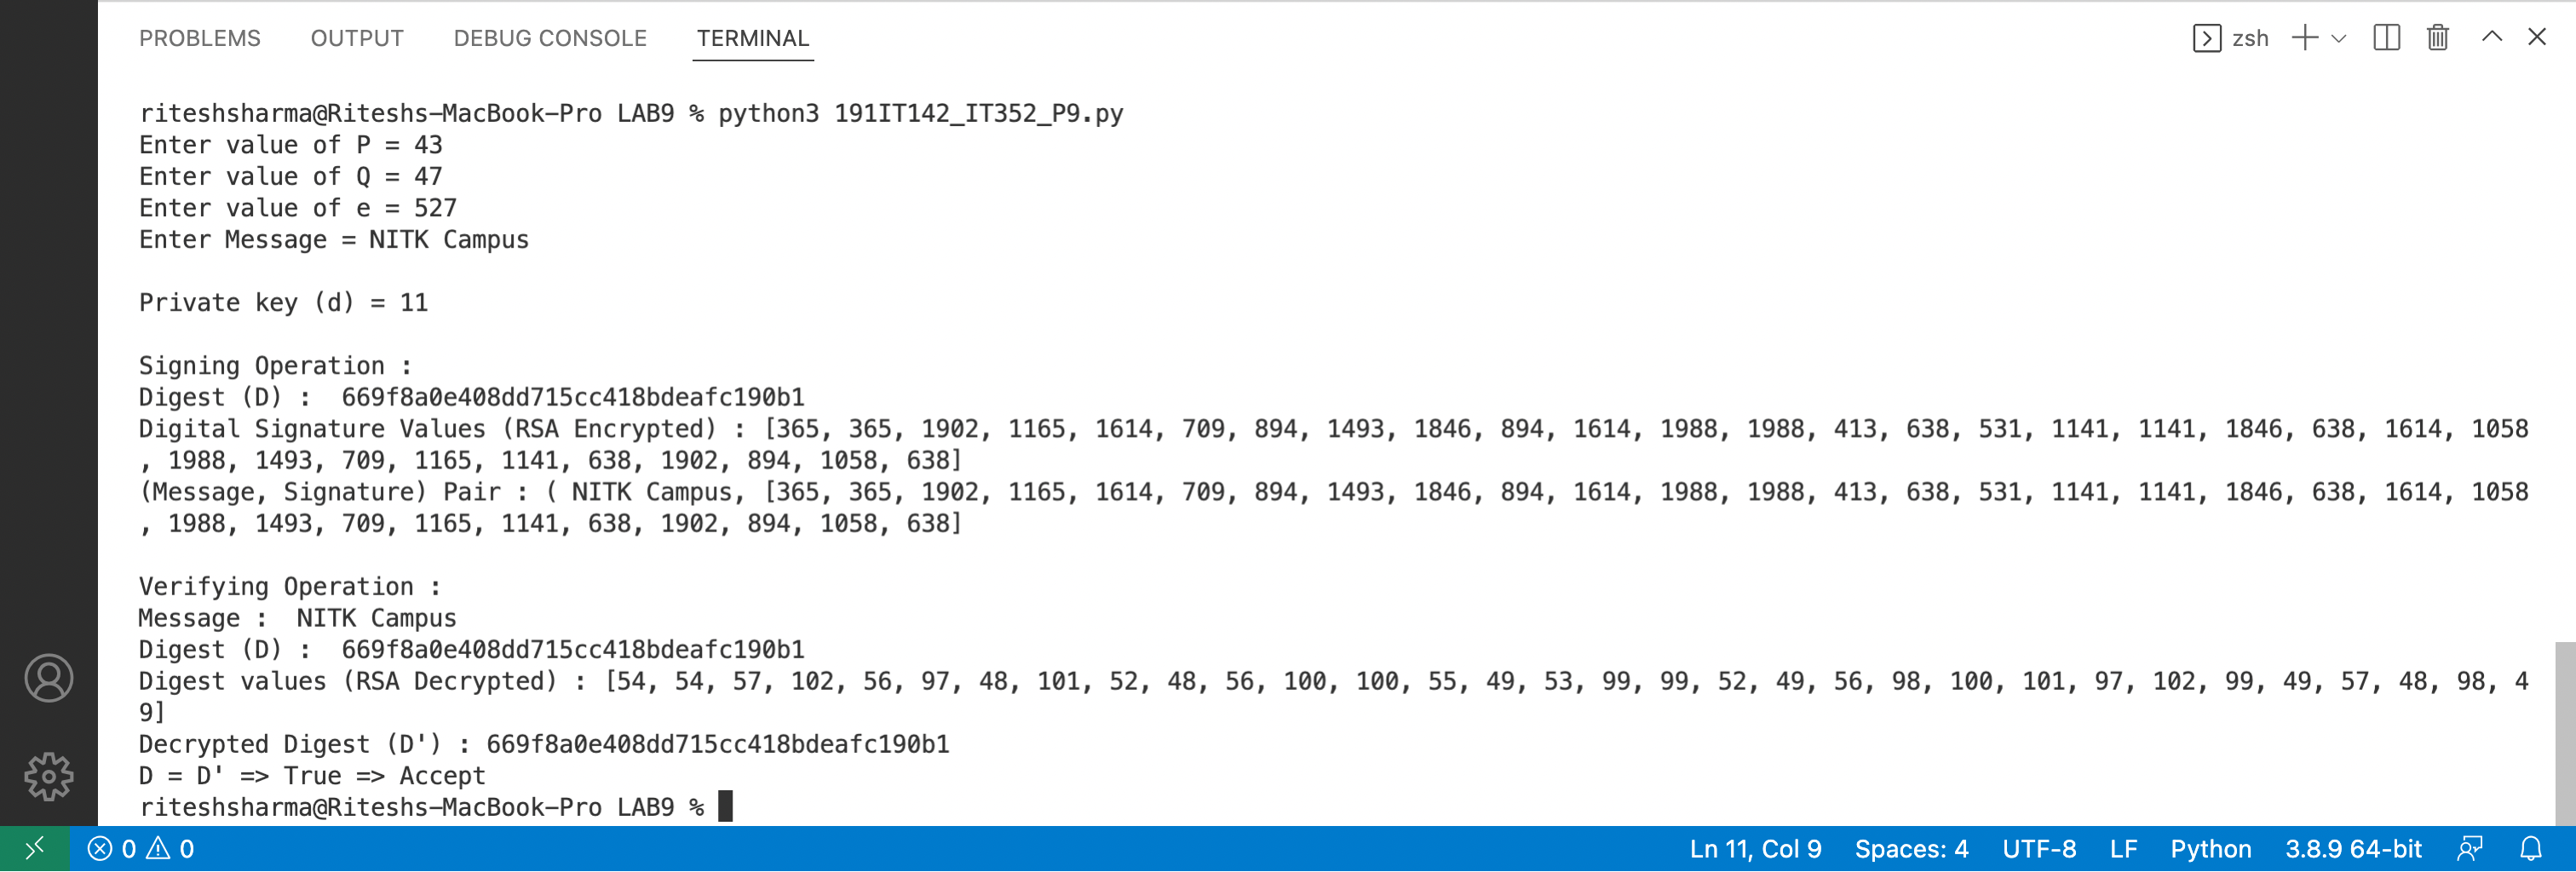 PROBLEMS OUTPUT DEBUG CONSOLE TERMINAL zsh
riteshsharma@Riteshs-MacBook-Pro LAB9 % python3 191IT142_IT352_P9.py
Enter value of P = 43
Enter value of Q = 47
Enter value of e = 527
Enter Message = NITK Campus
Private key (d) = 11
Signing Operation :
Digest (D) :  669f8a0e408dd715cc418bdeafc190b1
Digital Signature Values (RSA Encrypted) : [365, 365, 1902, 1165, 1614, 709, 894, 1493, 1846, 894, 1614, 1988, 1988, 413, 638, 531, 1141, 1141, 1846, 638, 1614, 1058
, 1988, 1493, 709, 1165, 1141, 638, 1902, 894, 1058, 638]
(Message, Signature) Pair : ( NITK Campus, [365, 365, 1902, 1165, 1614, 709, 894, 1493, 1846, 894, 1614, 1988, 1988, 413, 638, 531, 1141, 1141, 1846, 638, 1614, 1058
, 1988, 1493, 709, 1165, 1141, 638, 1902, 894, 1058, 638]
Verifying Operation :
Message :  NITK Campus
Digest (D) :  669f8a0e408dd715cc418bdeafc190b1
Digest values (RSA Decrypted) : [54, 54, 57, 102, 56, 97, 48, 101, 52, 48, 56, 100, 100, 55, 49, 53, 99, 99, 52, 49, 56, 98, 100, 101, 97, 102, 99, 49, 57, 48, 98, 4
9]
Decrypted Digest (D') : 669f8a0e408dd715cc418bdeafc190b1
D = D' => True => Accept
riteshsharma@Riteshs-MacBook-Pro LAB9 %
0 0 Ln 11, Col 9 Spaces: 4 UTF-8 LF Python 3.8.9 64-bit